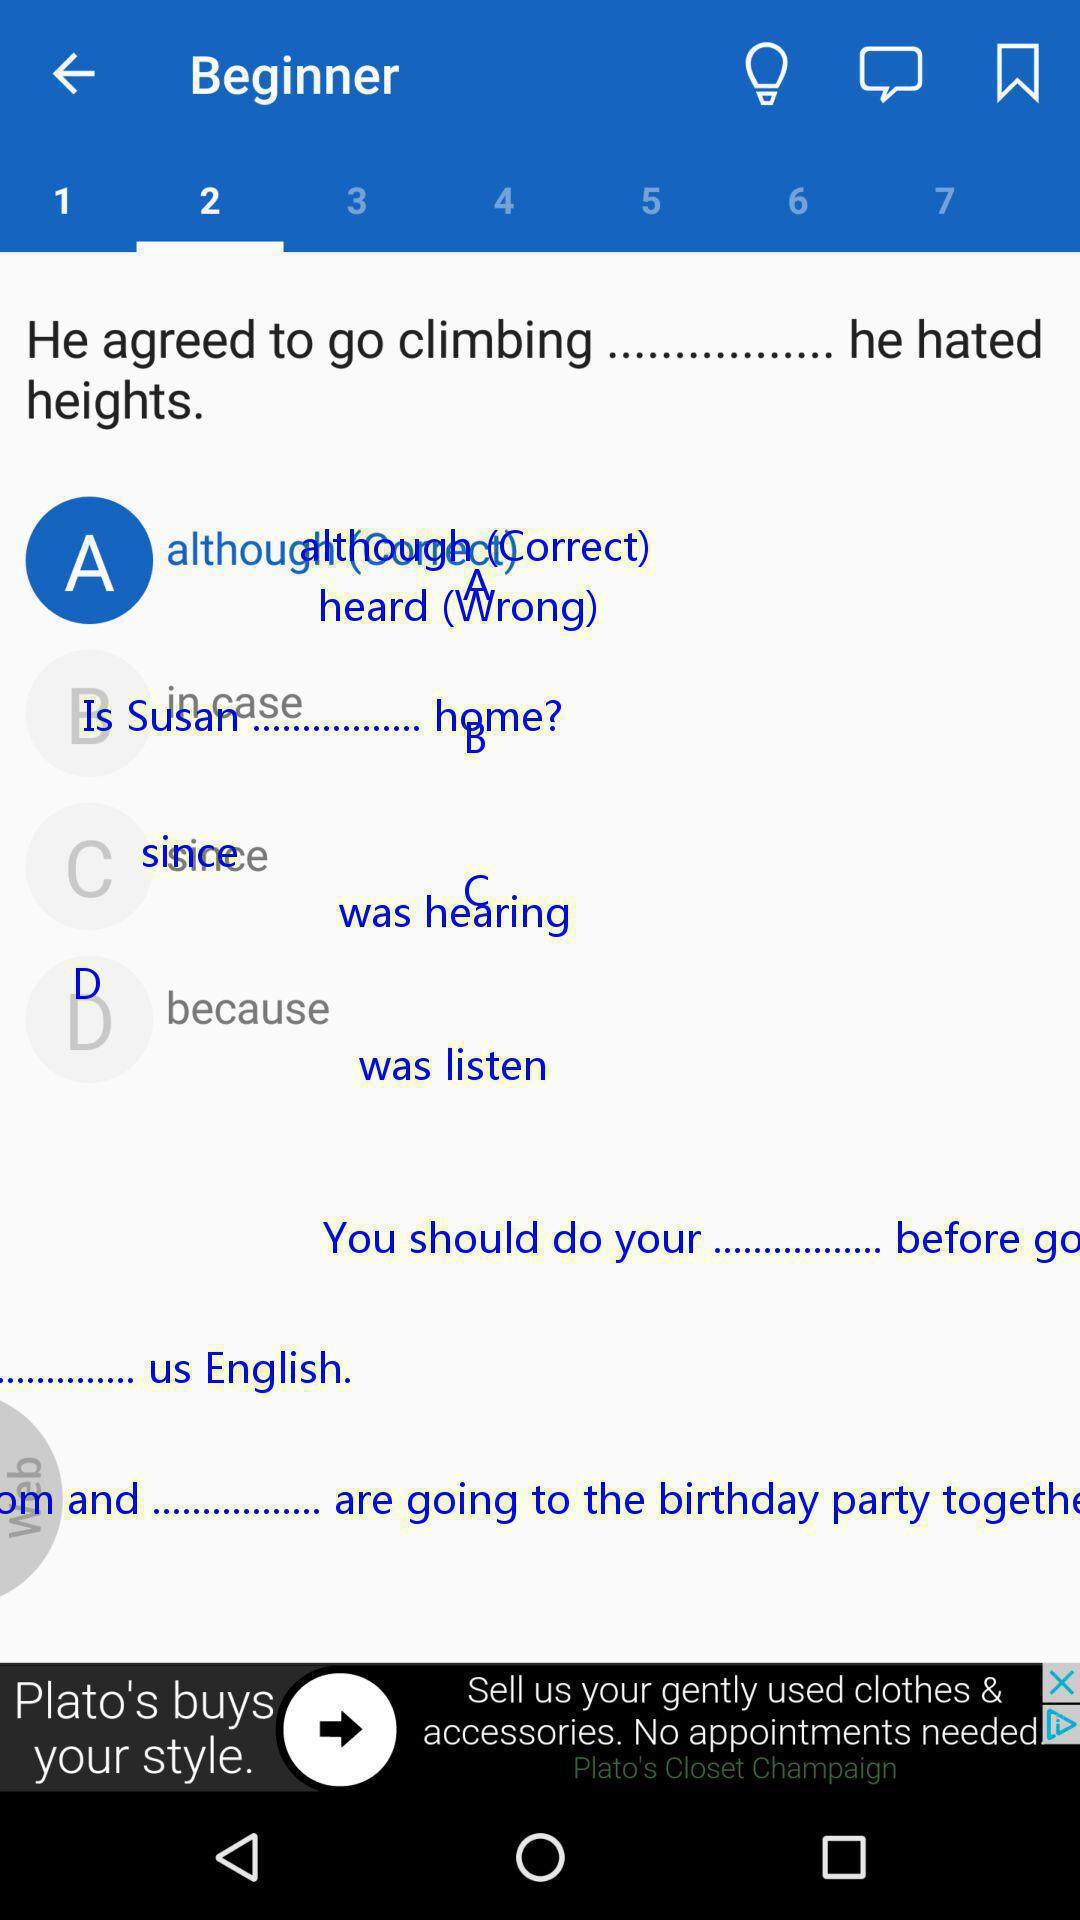 Beginner
1 2 3 4 5 6 7
He agreed to go climbing ................. he hated
heights.
A although (Correct)
although (Correct)
A
heard (Wrong)
B in case
Is Susan ................. home?
B
C since
since
C
was hearing
D because
D
was listen
You should do your ................. before go
.............. us English.
Web
om and ................. are going to the birthday party togethe
Plato's buys
your style.
Sell us your gently used clothes &
accessories. No appointments needed.
Plato's Closet Champaign